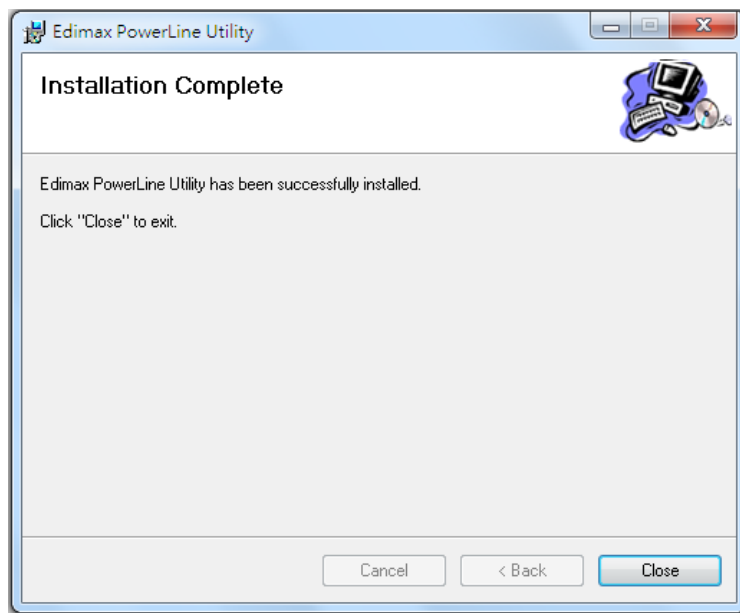 Edimax PowerLine Utility
Installation Complete
Edimax PowerLine Utility has been successfully installed.
Click "Close" to exit.
Cancel
< Back
Close